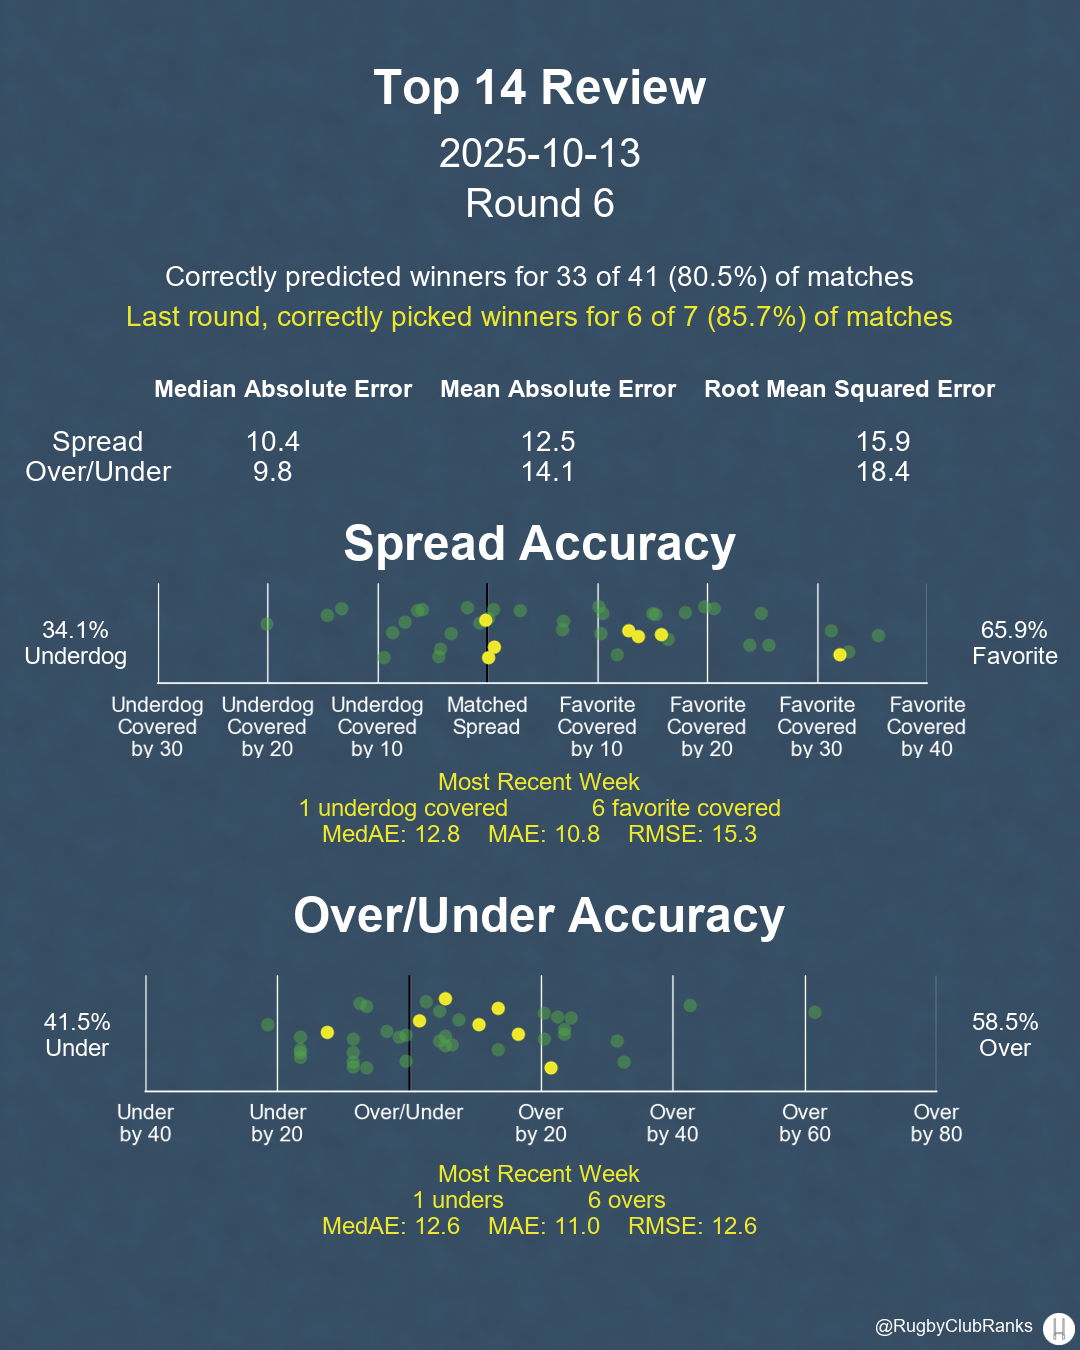 Top 14 Review
2025-10-13
Round 6
Correctly predicted winners for 33 of 41 (80.5%) of matches
Last round, correctly picked winners for 6 of 7 (85.7%) of matches
Median Absolute Error Mean Absolute Error Root Mean Squared Error
Spread 10.4 12.5 15.9
Over/Under 9.8 14.1 18.4
Spread Accuracy
34.1% 65.9%
Underdog Favorite
Underdog Underdog Underdog Matched Favorite Favorite Favorite Favorite
Covered Covered Covered Spread Covered Covered Covered Covered
by 30 by 20 by 10 by 10 by 20 by 30 by 40
Most Recent Week
1 underdog covered 6 favorite covered
MedAE: 12.8 MAE: 10.8 RMSE: 15.3
Over/Under Accuracy
41.5% 58.5%
Under Over
Under Under Over/Under Over Over Over Over
by 40 by 20 by 20 by 40 by 60 by 80
Most Recent Week
1 unders 6 overs
MedAE: 12.6 MAE: 11.0 RMSE: 12.6
@RugbyClubRanks